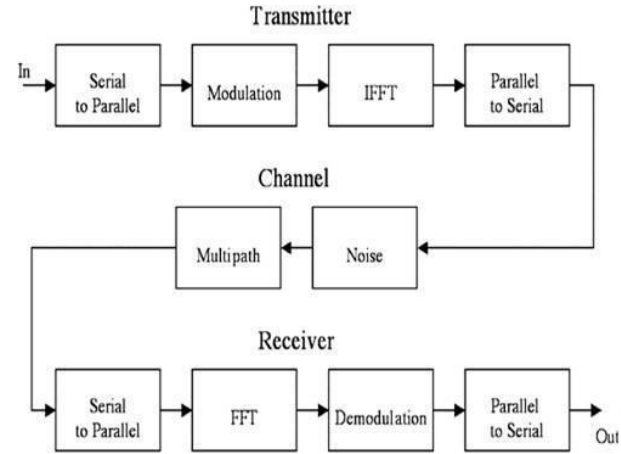 Transmitter
In
Serial
to Parallel
Modulation
IFFT
Parallel
to Serial
Channel
Multipath
Noise
Receiver
Serial
to Parallel
FFT
Demodulation
Parallel
to Serial
Out